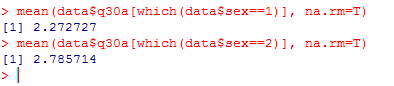 > mean(data$q30a[which(data$sex==1)], na.rm=T)
[1] 2.272727
> mean(data$q30a[which(data$sex==2)], na.rm=T)
[1] 2.785714
>